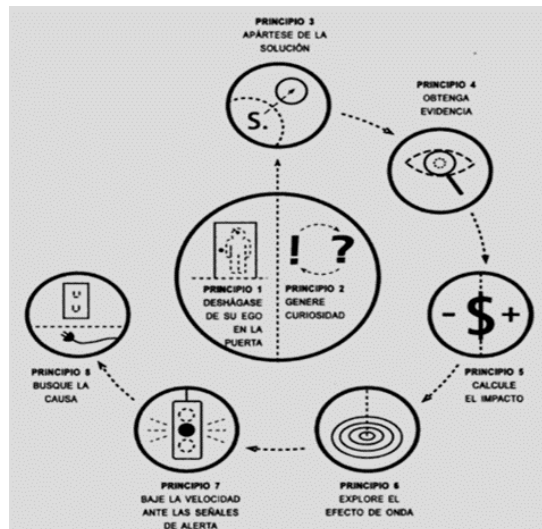 PRINCIPIO 3
APÁRTESE DE LA
SOLUCIÓN
S.
PRINCIPIO 4
OBTENGA
EVIDENCIA
! ?
PRINCIPIO 1
DESHÁGASE
DE SU EGO
EN LA
PUERTA
PRINCIPIO 2
GENERE
CURIOSIDAD
- $ +
PRINCIPIO 5
CALCULE
EL IMPACTO
PRINCIPIO 6
EXPLORE EL
EFECTO DE ONDA
PRINCIPIO 7
BAJE LA VELOCIDAD
ANTE LAS SEÑALES
DE ALERTA
PRINCIPIO 8
BUSQUE LA
CAUSA